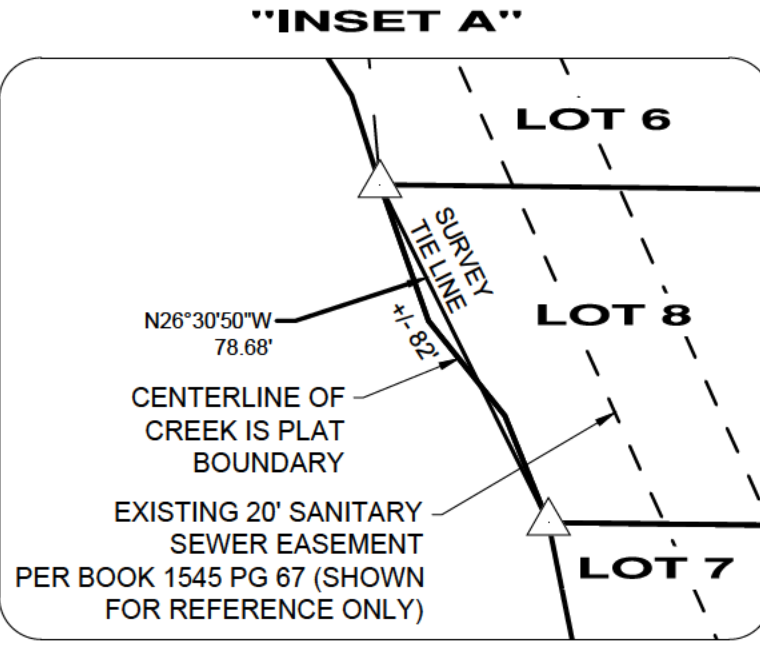 "INSET A"
LOT 6
SURVEY
TIE LINE
N26°30'50"W
78.68'
+/- 82'
LOT 8
CENTERLINE OF
CREEK IS PLAT
BOUNDARY
EXISTING 20' SANITARY
SEWER EASEMENT
PER BOOK 1545 PG 67 (SHOWN
FOR REFERENCE ONLY)
LOT 7